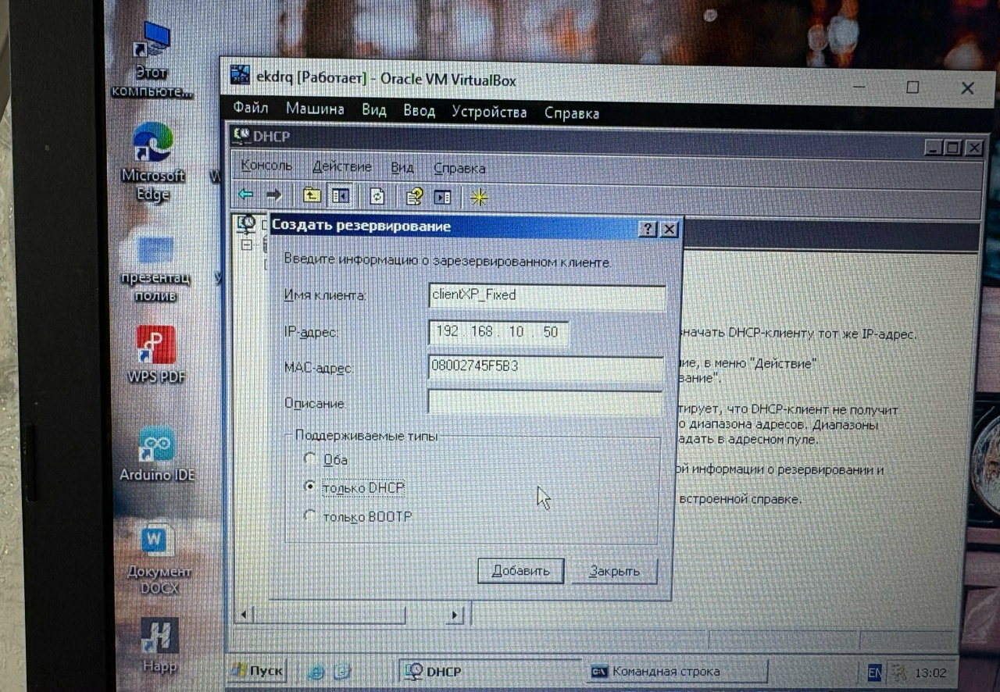 Этот
компьюте...
Microsoft
Edge
презентац
полив
WPS PDF
Arduino IDE
Документ
DOCX
Happ
ekdrq [Работает] - Oracle VM VirtualBox
Файл Машина Вид Ввод Устройства Справка
DHCP
Консоль Действие Вид Справка
Создать резервирование
Введите информацию о зарезервированном клиенте.
Имя клиента: clientXP_Fixed
IP-адрес: 192 . 168 . 10 . 50
MAC-адрес: 08002745F5B3
Описание:
Поддерживаемые типы
Оба
только DHCP
только BOOTP
Добавить Закрыть
значать DHCP-клиенту тот же IP-адрес.
ие, в меню "Действие"
вание".
тирует, что DHCP-клиент не получит
о диапазона адресов. Диапазоны
адать в адресном пуле.
ой информации о резервировании и
встроенной справке.
Пуск DHCP Командная строка EN 13:02